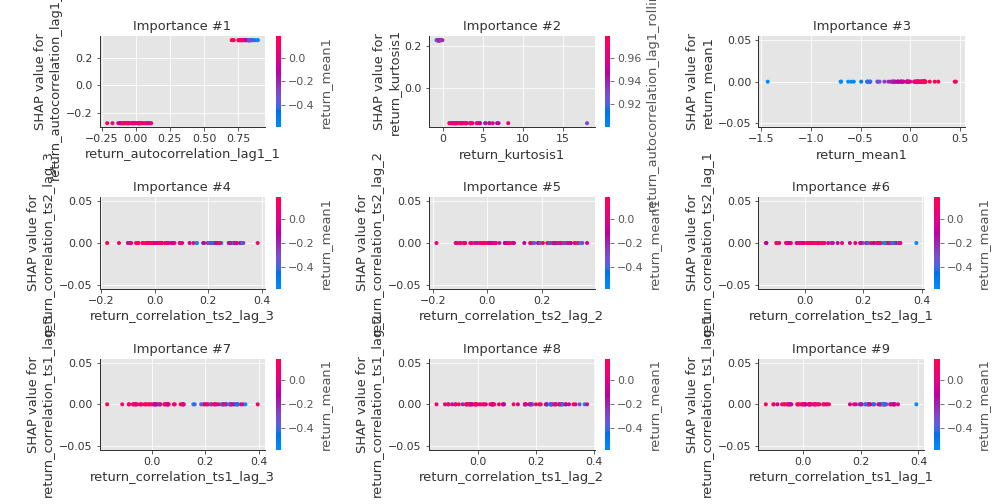 Importance #1
SHAP value for
return_autocorrelation_lag1_
0.2
0.0
−0.2
−0.25 0.00 0.25 0.50 0.75
return_autocorrelation_lag1_1
0.0
−0.2
−0.4
return_mean1
Importance #2
SHAP value for
return_kurtosis1
0.2
0.0
0 5 10 15
return_kurtosis1
0.96
0.94
0.92
return_autocorrelation_lag1_rollin
Importance #3
SHAP value for
return_mean1
0.05
0.00
−0.05
−1.5 −1.0 −0.5 0.0 0.5
return_mean1
Importance #4
SHAP value for
return_correlation_ts2_lag_3
0.05
0.00
−0.05
−0.2 0.0 0.2 0.4
return_correlation_ts2_lag_3
0.0
−0.2
−0.4
return_mean1
Importance #5
SHAP value for
return_correlation_ts2_lag_2
0.05
0.00
−0.05
−0.2 0.0 0.2
return_correlation_ts2_lag_2
0.0
−0.2
−0.4
return_mean1
Importance #6
SHAP value for
return_correlation_ts2_lag_1
0.05
0.00
−0.05
0.0 0.2 0.4
return_correlation_ts2_lag_1
0.0
−0.2
−0.4
return_mean1
Importance #7
SHAP value for
return_correlation_ts1_lag_3
0.05
0.00
−0.05
0.0 0.2 0.4
return_correlation_ts1_lag_3
0.0
−0.2
−0.4
return_mean1
Importance #8
SHAP value for
return_correlation_ts1_lag_2
0.05
0.00
−0.05
0.0 0.2 0.4
return_correlation_ts1_lag_2
0.0
−0.2
−0.4
return_mean1
Importance #9
SHAP value for
return_correlation_ts1_lag_1
0.05
0.00
−0.05
0.0 0.2 0.4
return_correlation_ts1_lag_1
0.0
−0.2
−0.4
return_mean1